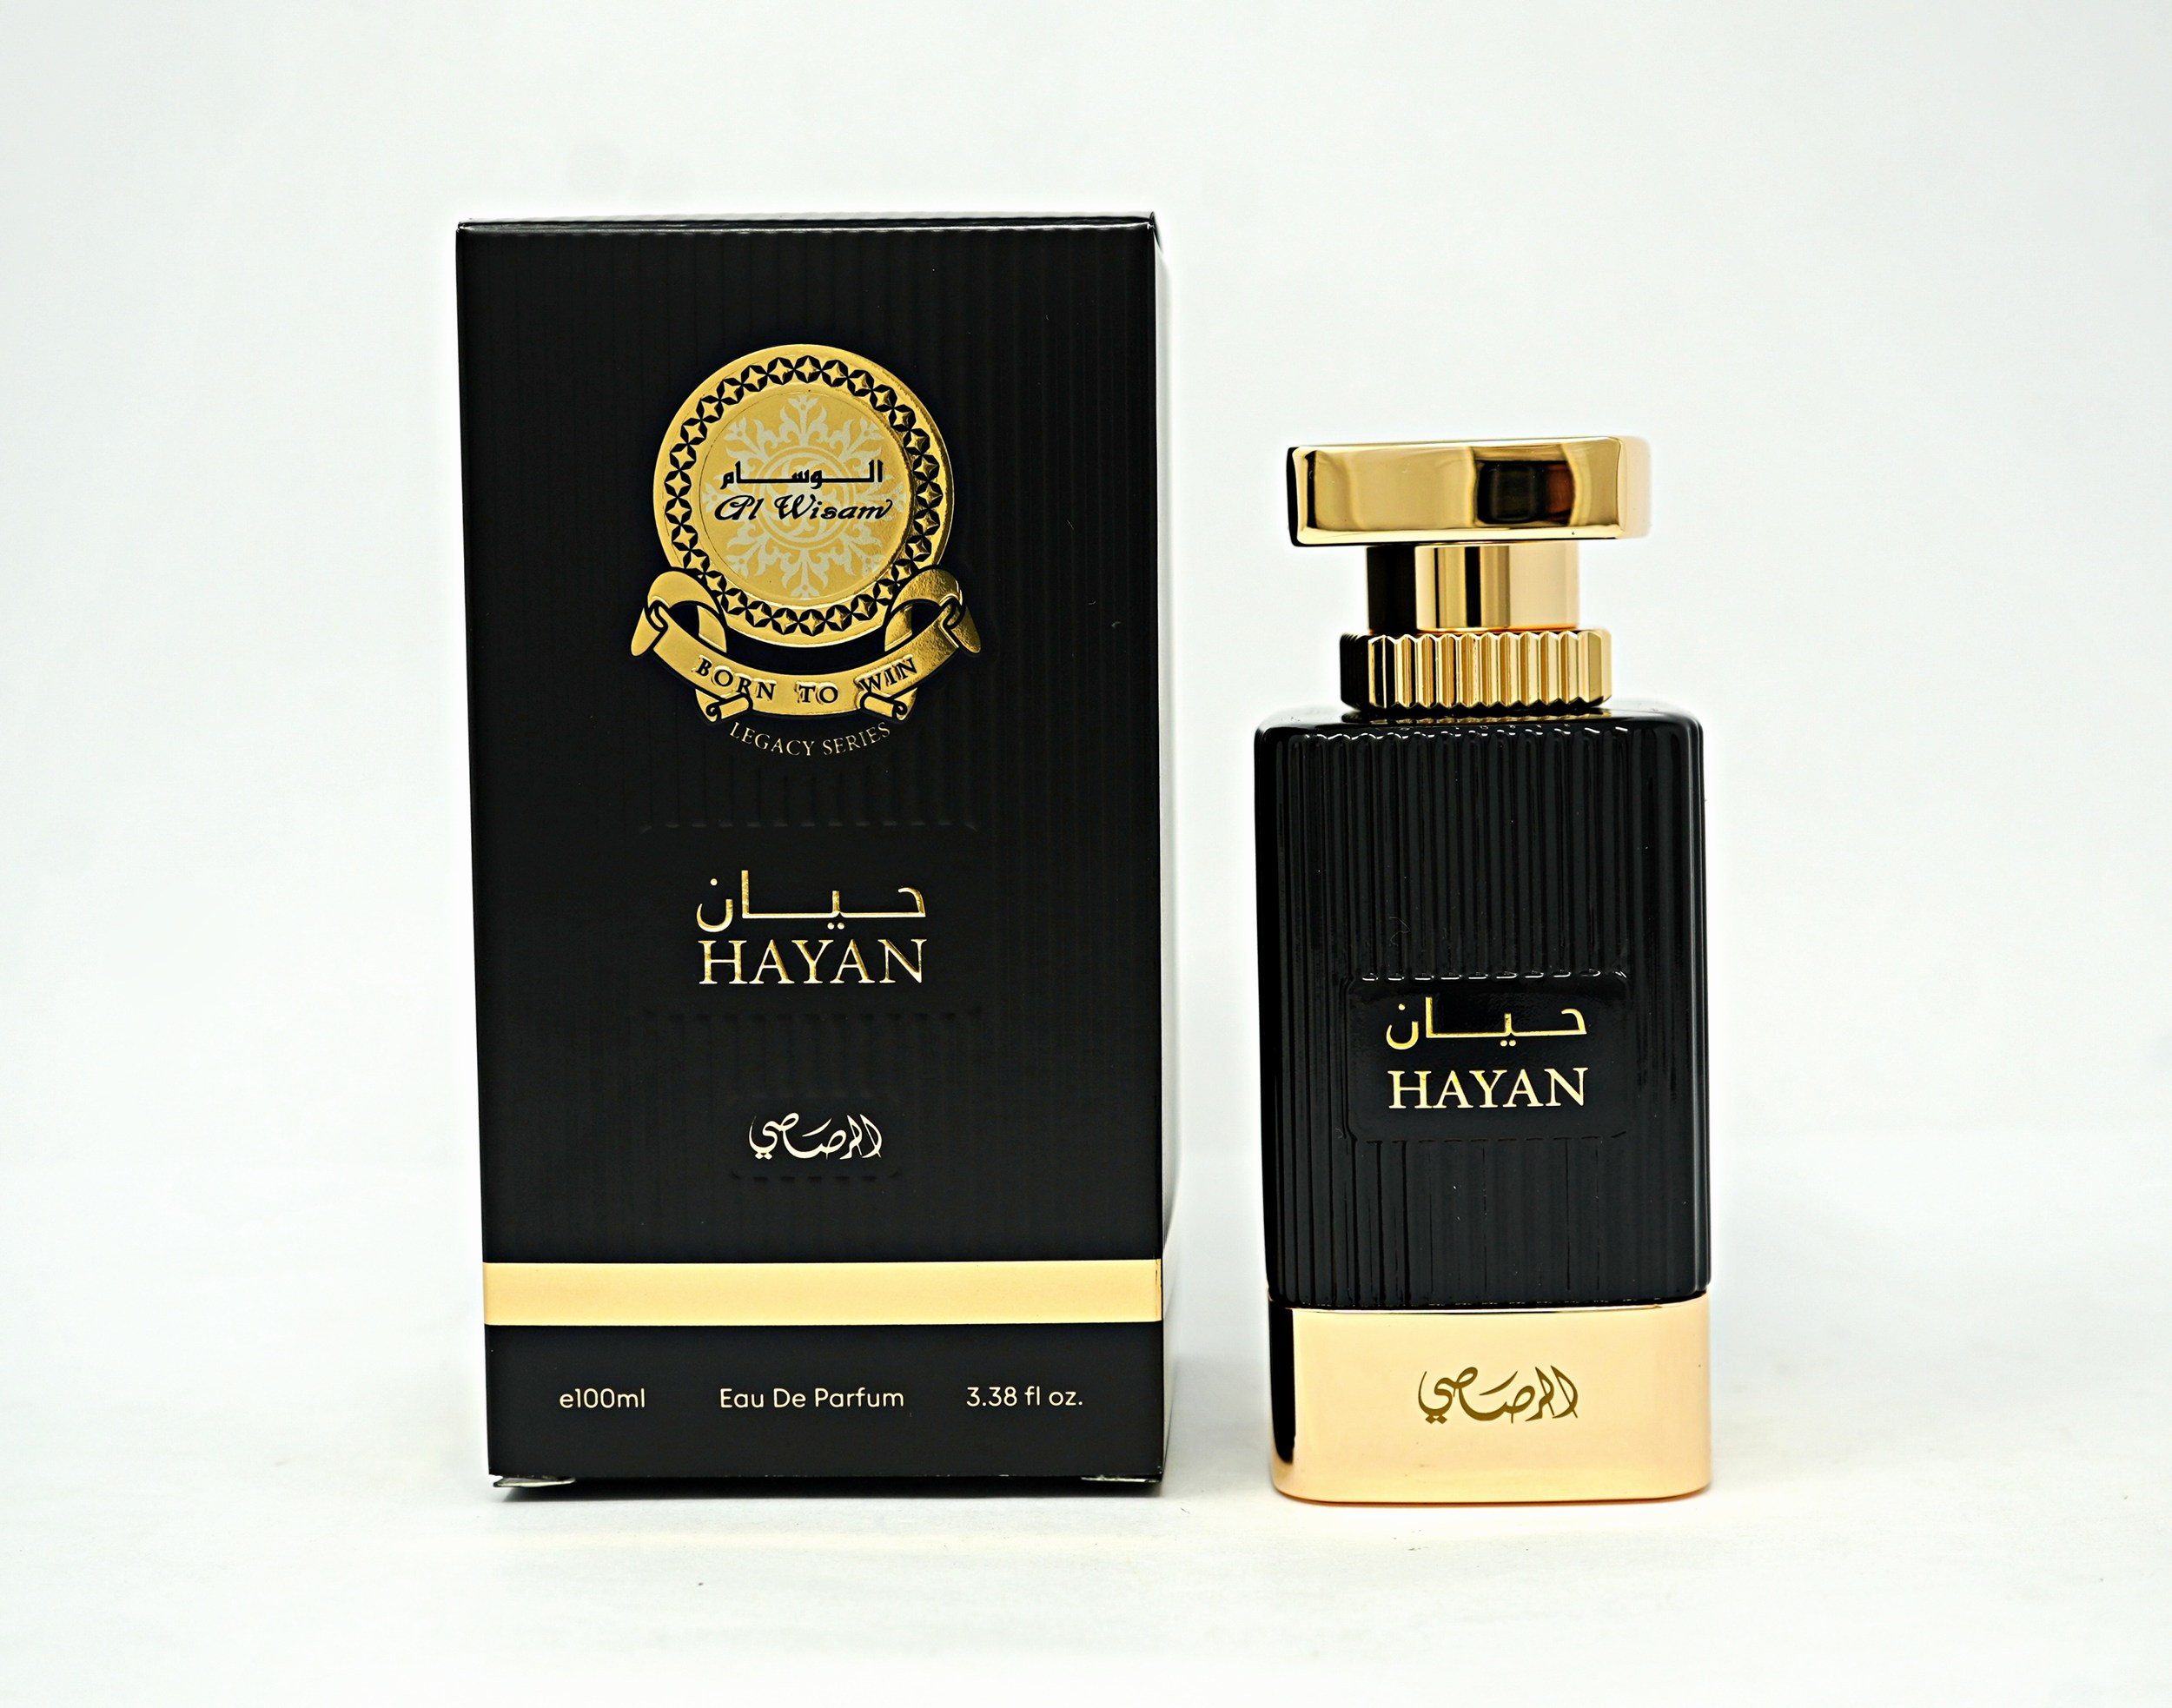 الوسام
Al Wisam
BORN TO WIN
LEGACY SERIES
حيان
HAYAN
الرصاصي
e100ml Eau De Parfum 3.38 fl oz.
حيان
HAYAN
الرصاصي